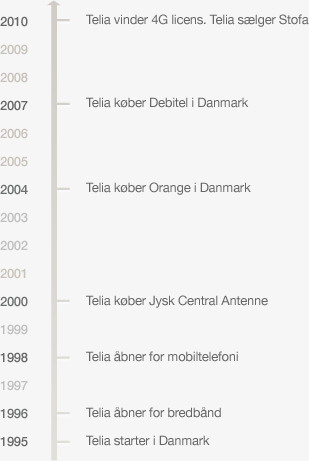 2010 Telia vinder 4G licens. Telia sælger Stofa
2009
2008
2007 Telia køber Debitel i Danmark
2006
2005
2004 Telia køber Orange i Danmark
2003
2002
2001
2000 Telia køber Jysk Central Antenne
1999
1998 Telia åbner for mobiltelefoni
1997
1996 Telia åbner for bredbånd
1995 Telia starter i Danmark